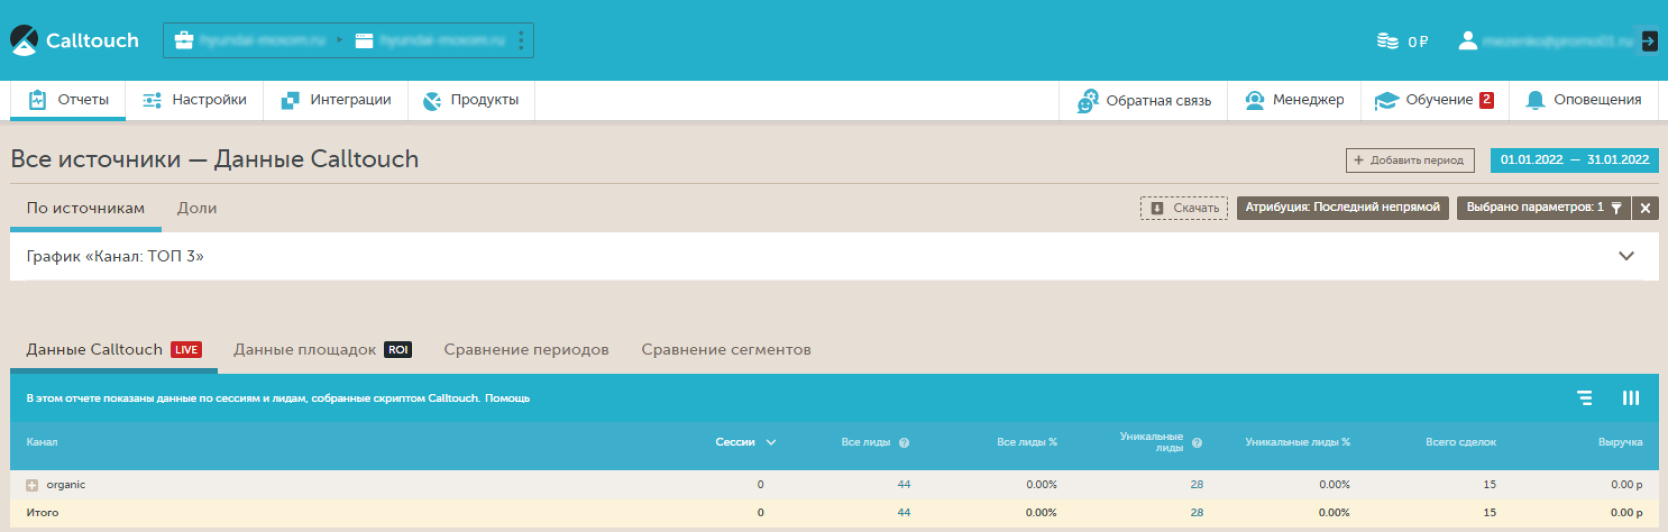 Calltouch
0 ₽
Отчеты Настройки Интеграции Продукты Обратная связь Менеджер Обучение 2 Оповещения
Все источники — Данные Calltouch
+ Добавить период 01.01.2022 — 31.01.2022
По источникам Доли
Скачать Атрибуция: Последний непрямой Выбрано параметров: 1
График «Канал: ТОП 3»
Данные Calltouch LIVE Данные площадок ROI Сравнение периодов Сравнение сегментов
В этом отчете показаны данные по сессиям и лидам, собранные скриптом Calltouch. Помощь
Канал Сессии Все лиды ? Все лиды % Уникальные лиды ? Уникальные лиды % Всего сделок Выручка
organic 0 44 0.00% 28 0.00% 15 0.00 р
Итого 0 44 0.00% 28 0.00% 15 0.00 р